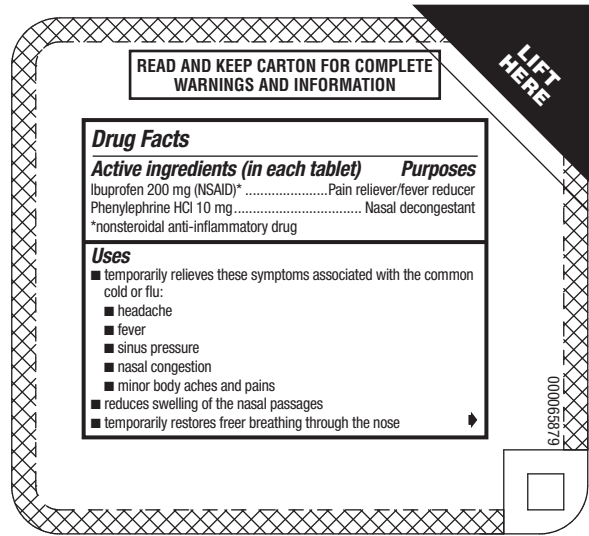 LIFT
HERE
READ AND KEEP CARTON FOR COMPLETE
WARNINGS AND INFORMATION
Drug Facts
Active ingredients (in each tablet) Purposes
Ibuprofen 200 mg (NSAID)* ......................Pain reliever/fever reducer
Phenylephrine HCl 10 mg.................................. Nasal decongestant
*nonsteroidal anti-inflammatory drug
Uses
■ temporarily relieves these symptoms associated with the common
cold or flu:
■ headache
■ fever
■ sinus pressure
■ nasal congestion
■ minor body aches and pains
■ reduces swelling of the nasal passages
■ temporarily restores freer breathing through the nose
000065879